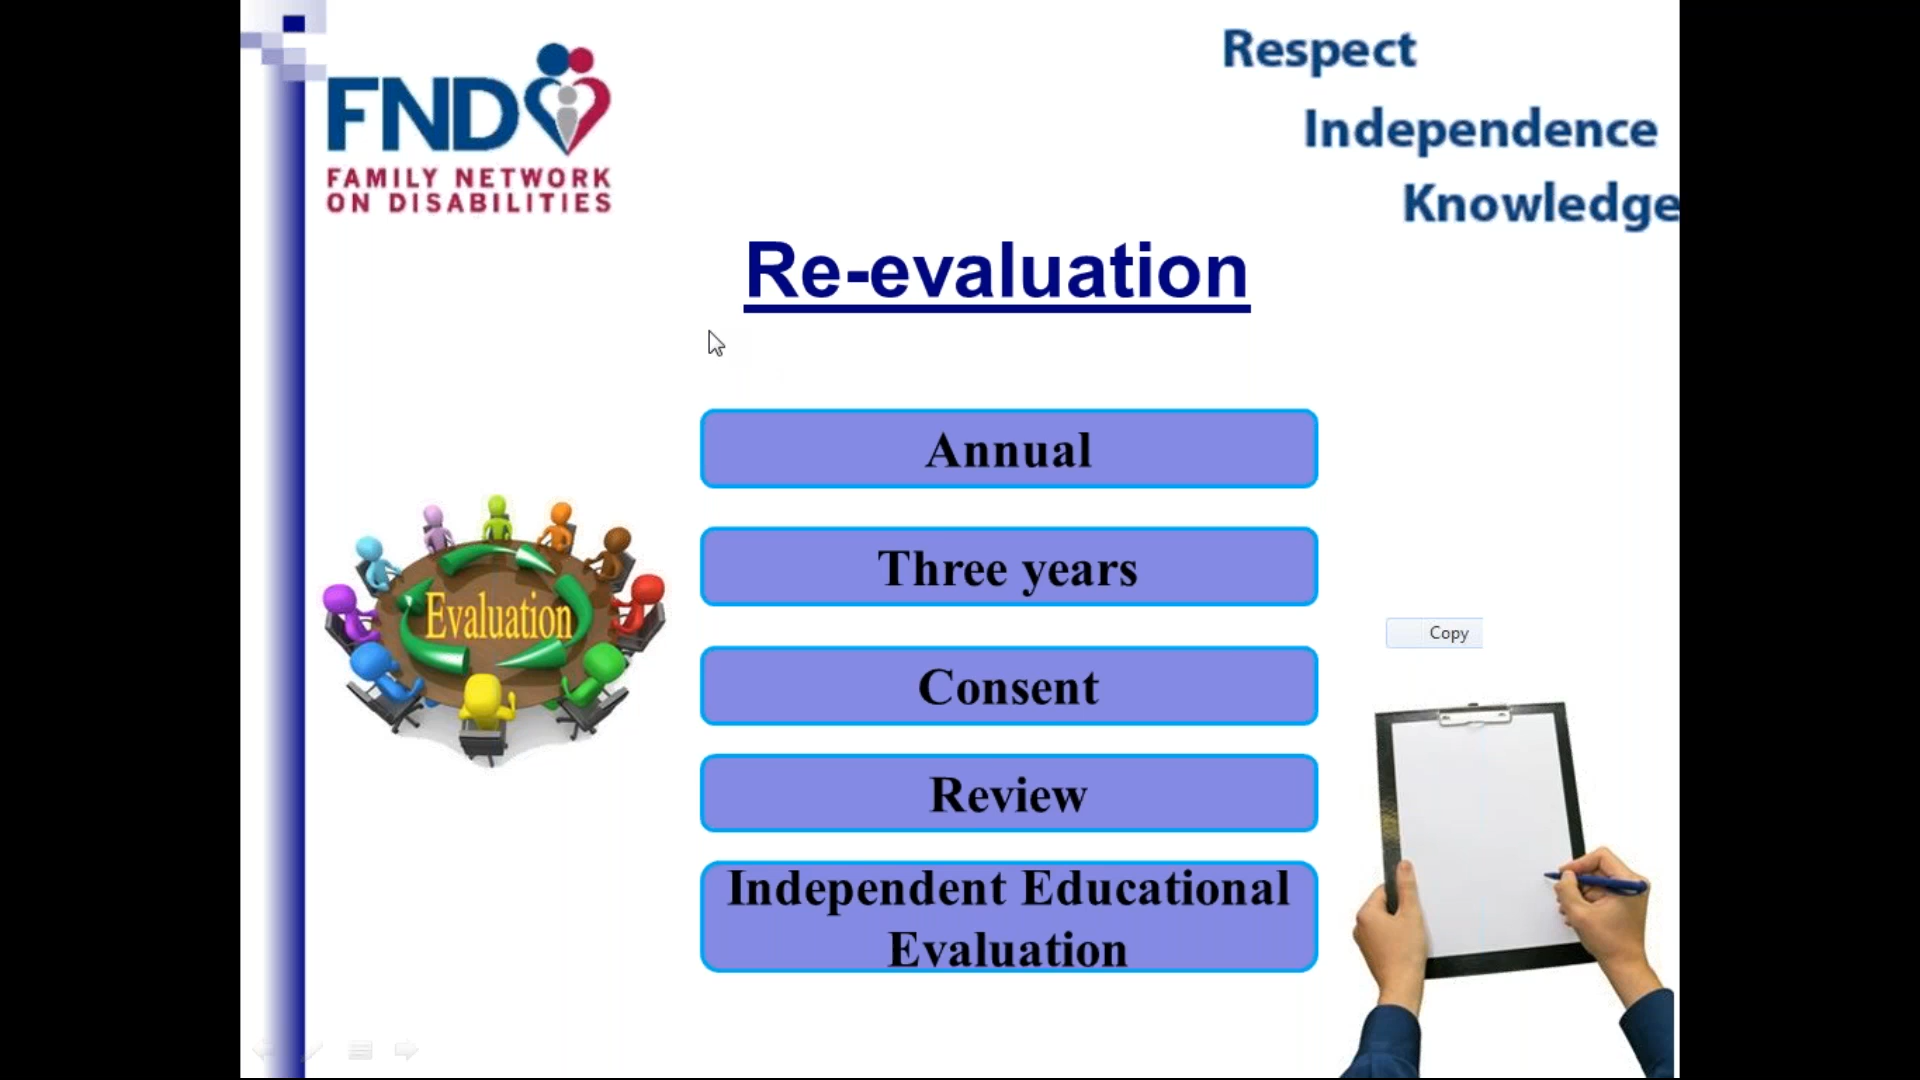 FND
FAMILY NETWORK
ON DISABILITIES
Respect
Independence
Knowledge
Re-evaluation
Annual
Three years
Consent
Review
Independent Educational
Evaluation
Evaluation
Copy